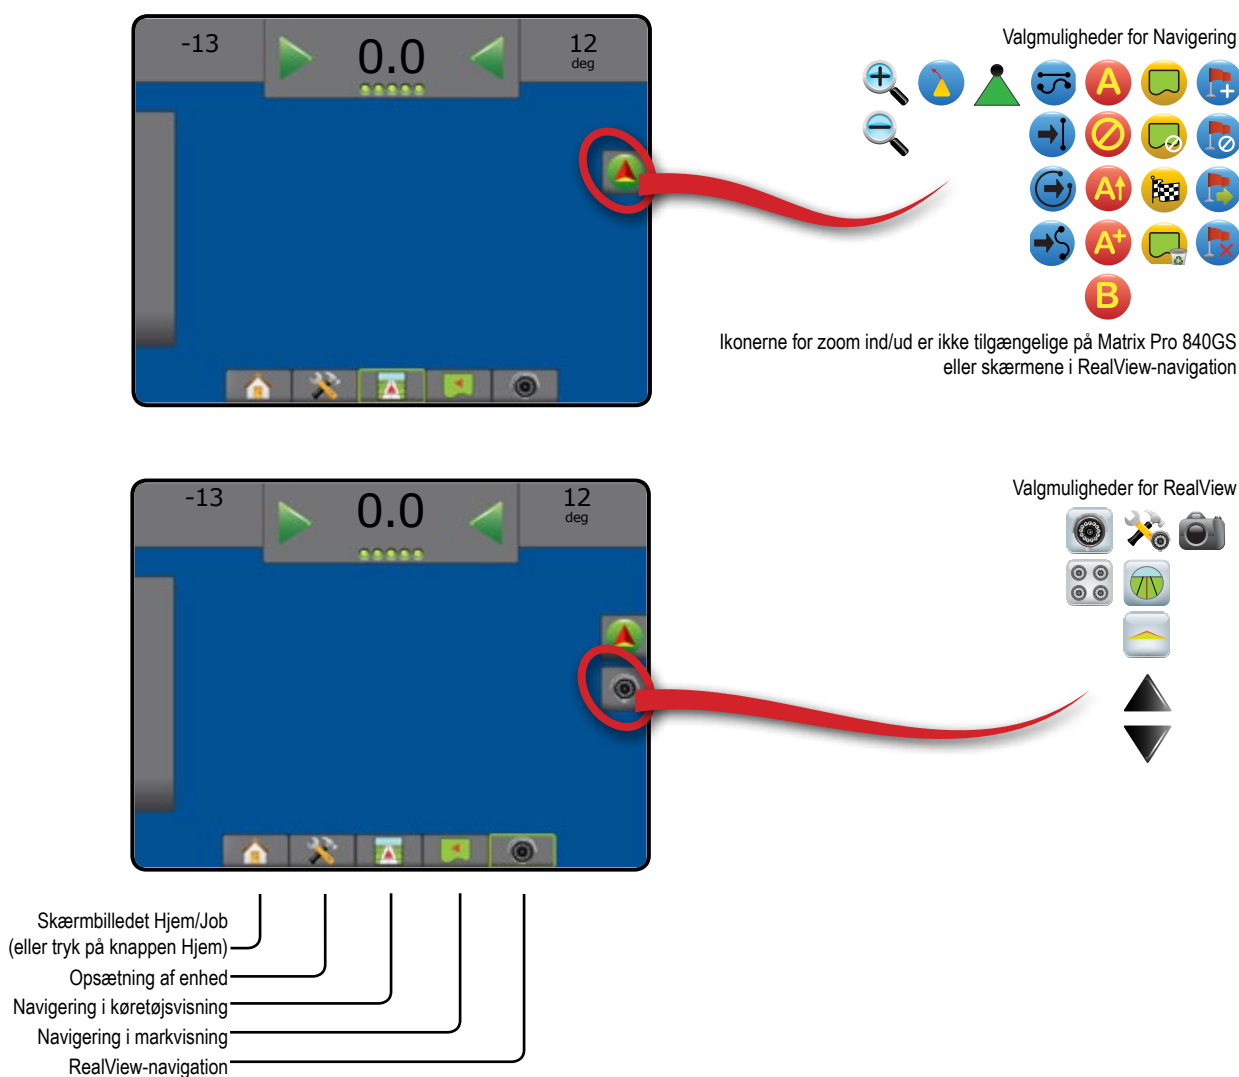 -13
0.0
12
deg
Valgmuligheder for Navigering
A
A
A+
B
Ikonerne for zoom ind/ud er ikke tilgængelige på Matrix Pro 840GS
eller skærmene i RealView-navigation
-13
0.0
12
deg
Valgmuligheder for RealView
Skærmbilledet Hjem/Job
(eller tryk på knappen Hjem)
Opsætning af enhed
Navigering i køretøjsvisning
Navigering i markvisning
RealView-navigation